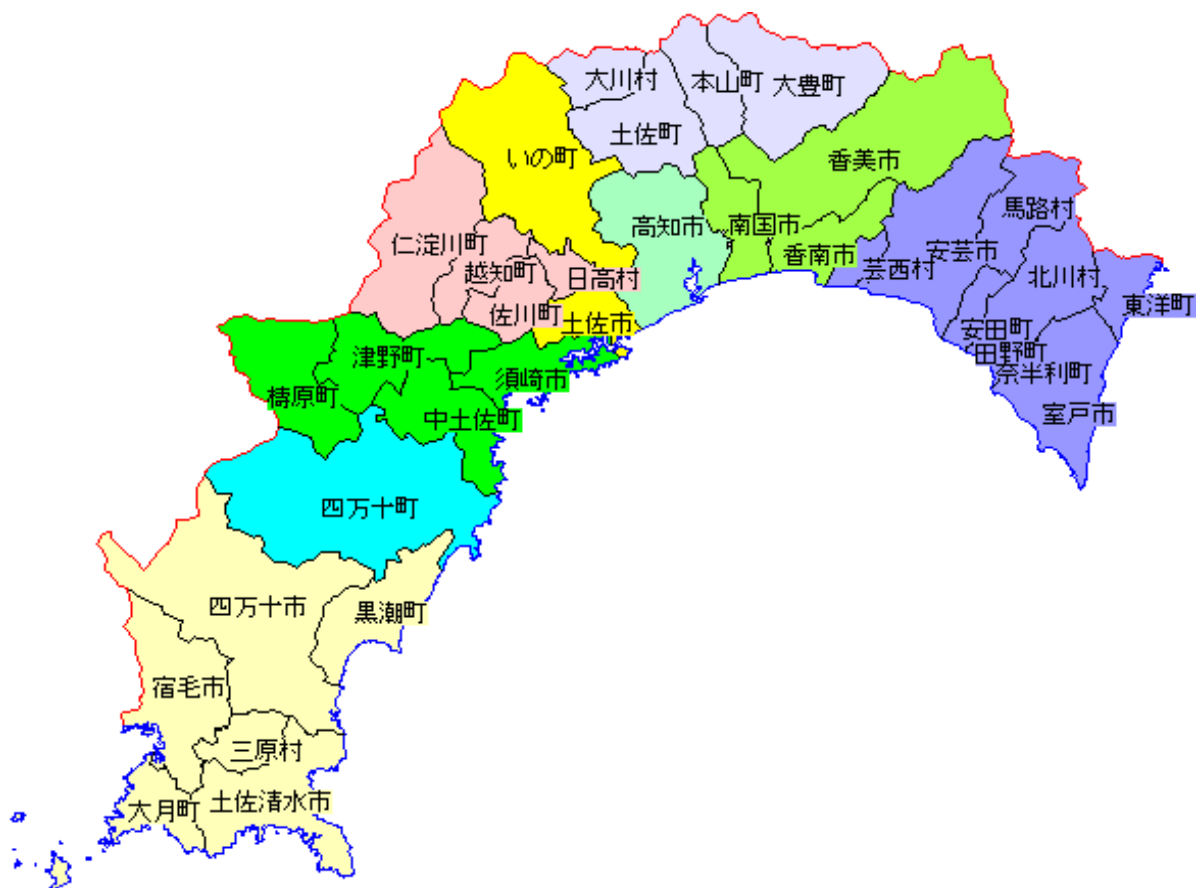 大川村
本山町
大豊町
土佐町
いの町
香美市
馬路村
高知市
南国市
仁淀川町
安芸市
香南市
越知町
日高村
芸西村
北川村
東洋町
佐川町
土佐市
安田町
津野町
田野町
須崎市
奈半利町
梼原町
中土佐町
室戸市
四万十町
四万十市
黒潮町
宿毛市
三原村
大月町
土佐清水市